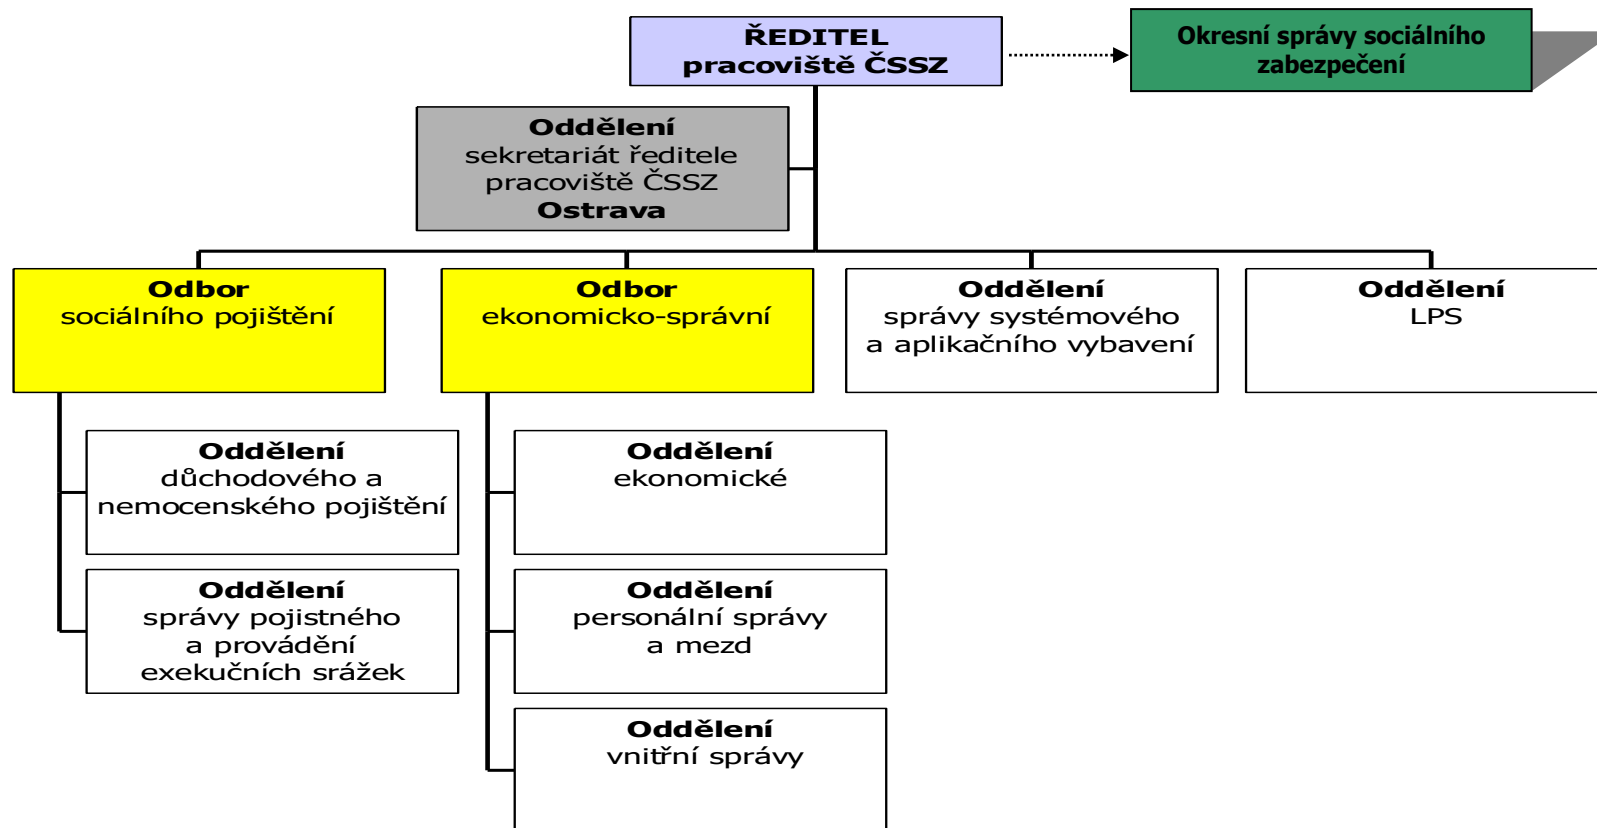 ŘEDITEL
pracoviště ČSSZ
Okresní správy sociálního
zabezpečení
Oddělení
sekretariát ředitele
pracoviště ČSSZ
Ostrava
Odbor
sociálního pojištění
Odbor
ekonomicko-správní
Oddělení
správy systémového
a aplikačního vybavení
Oddělení
LPS
Oddělení
důchodového a
nemocenského pojištění
Oddělení
ekonomické
Oddělení
správy pojistného
a provádění
exekučních srážek
Oddělení
personální správy
a mezd
Oddělení
vnitřní správy